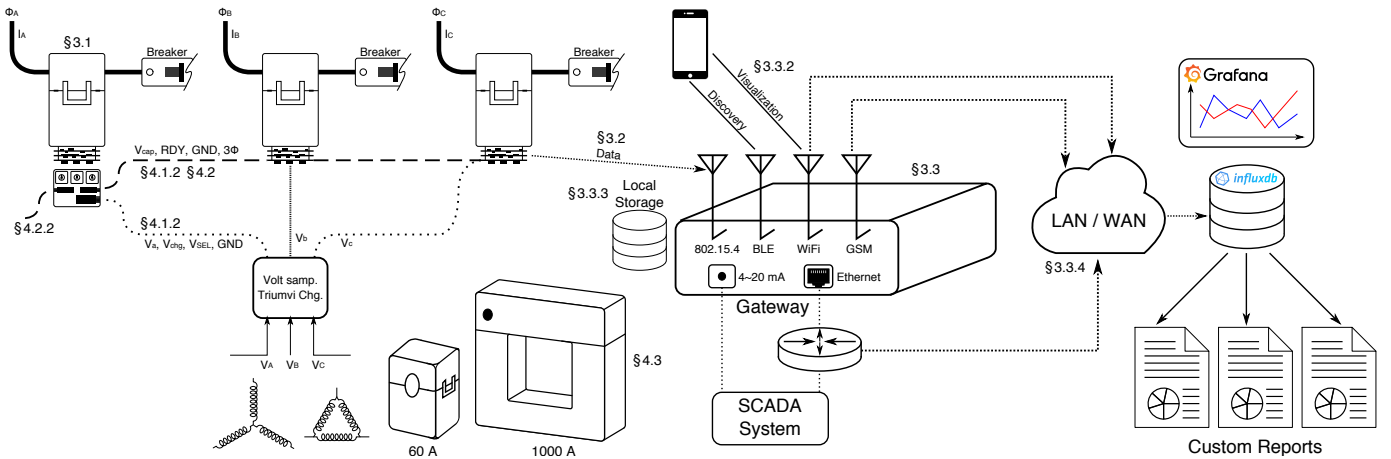 ΦA
ΦB
ΦC
IA
IB
IC
§3.1
Breaker
Breaker
Breaker
§3.3.2
Visualization
Discovery
Grafana
Vcap, RDY, GND, 3Φ
§4.1.2 §4.2
§3.2
Data
§3.3
§3.3.3
Local
Storage
influxdb
§4.2.2
§4.1.2
Va, Vchg, VSEL, GND
Vb
Vc
802.15.4
BLE
WiFi
GSM
LAN / WAN
§3.3.4
4~20 mA
Ethernet
Volt samp.
Triumvi Chg.
Gateway
VA
VB
VC
§4.3
SCADA
System
60 A
1000 A
Custom Reports